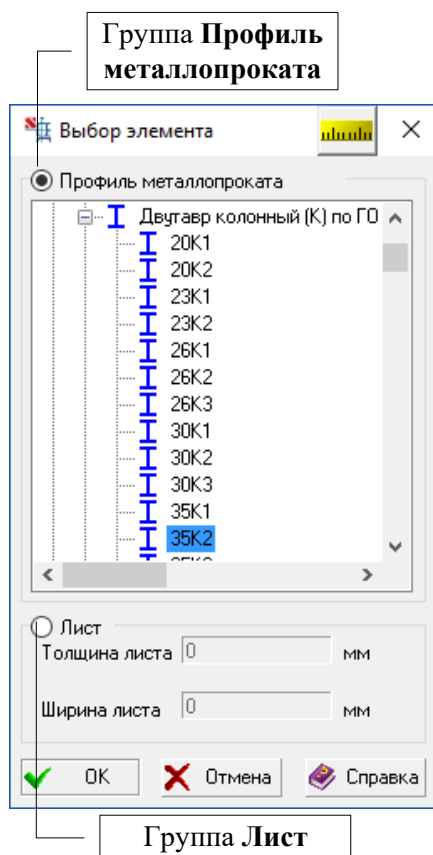 Группа Профиль
металлопроката
Выбор элемента
Профиль металлопроката
Двутавр колонный (К) по ГО
20К1
20К2
23К1
23К2
26К1
26К2
26К3
30К1
30К2
30К3
35К1
35К2
Лист
Толщина листа 0 мм
Ширина листа 0 мм
OK Отмена Справка
Группа Лист